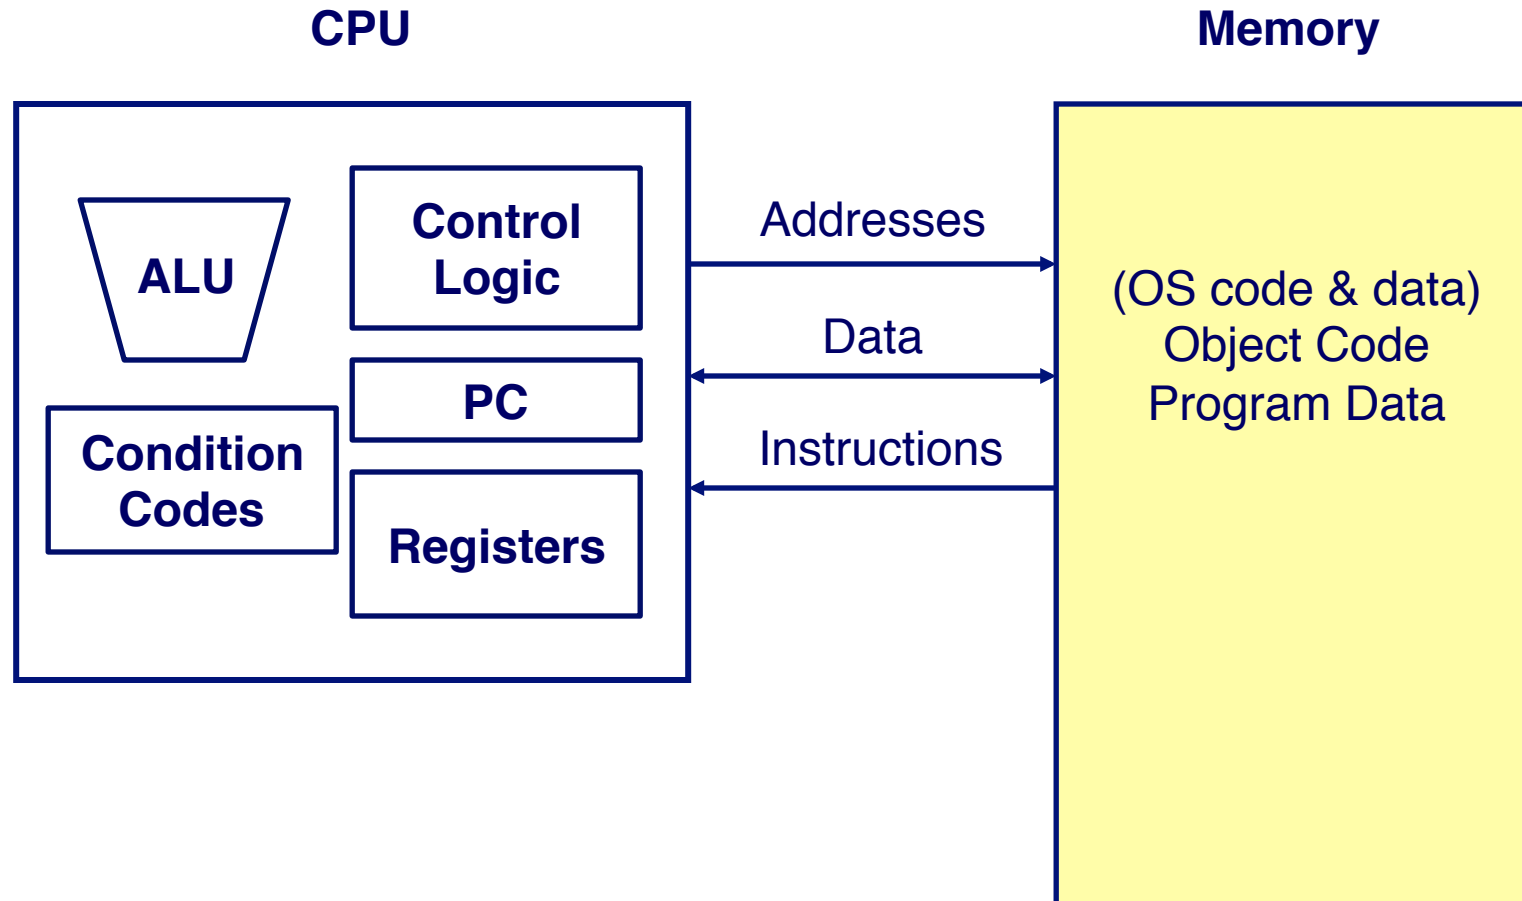 CPU
Memory
ALU
Control
Logic
PC
Condition
Codes
Registers
Addresses
Data
Instructions
(OS code & data)
Object Code
Program Data